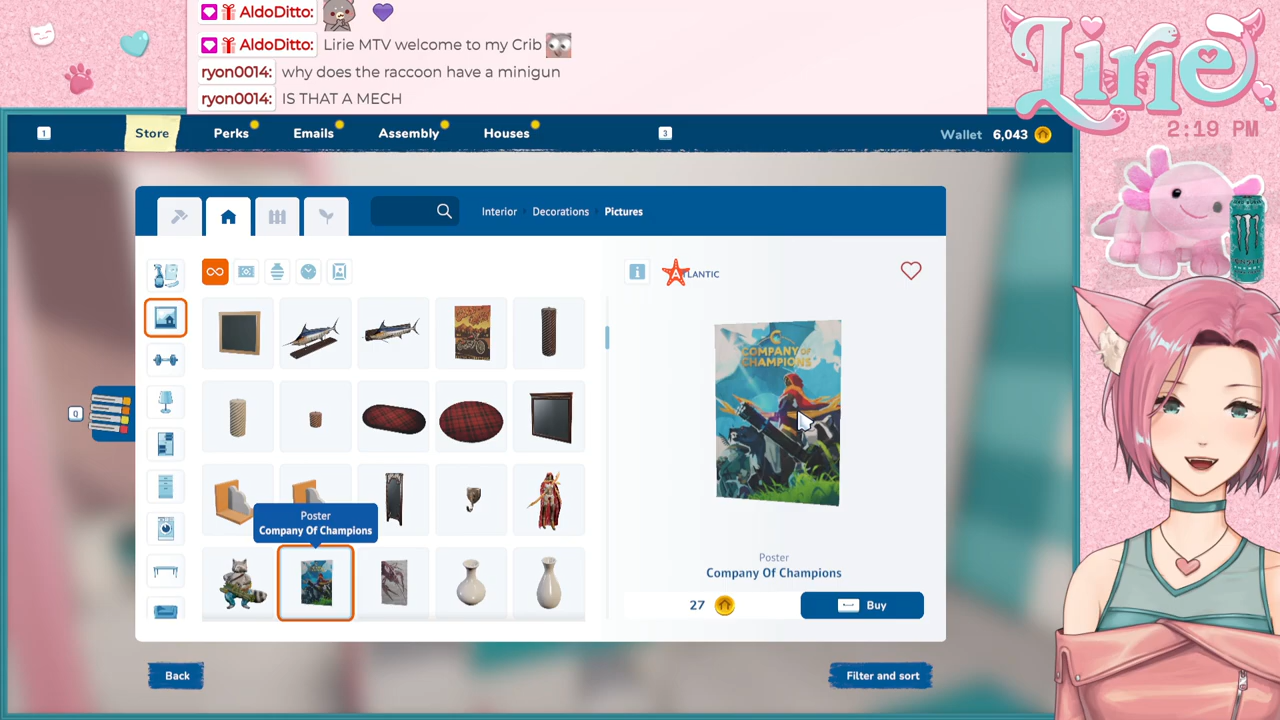 AldoDitto:
AldoDitto: Lirie MTV welcome to my Crib
ryon0014: why does the raccoon have a minigun
ryon0014: IS THAT A MECH
Lirie
2:19 PM
1 Store Perks Emails Assembly Houses 3 Wallet 6,043
Interior Decorations Pictures
ATLANTIC
COMPANY OF CHAMPIONS
Q
Poster
Company Of Champions
Poster
Company Of Champions
27 Buy
Back Filter and sort